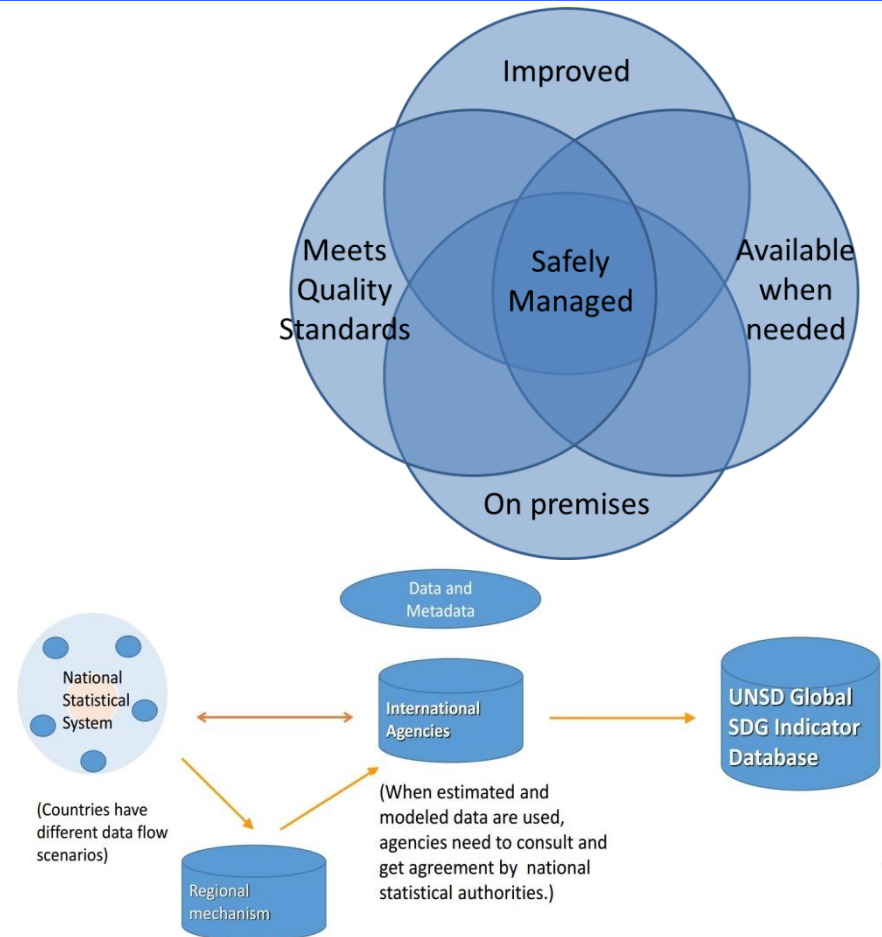 Improved
Meets
Quality
Standards
Safely
Managed
Available
when
needed
On premises
Data and
Metadata
National
Statistical
System
International
Agencies
UNSD Global
SDG Indicator
Database
(Countries have
different data flow
scenarios)
(When estimated and
modeled data are used,
agencies need to consult and
get agreement by national
statistical authorities.)
Regional
mechanism